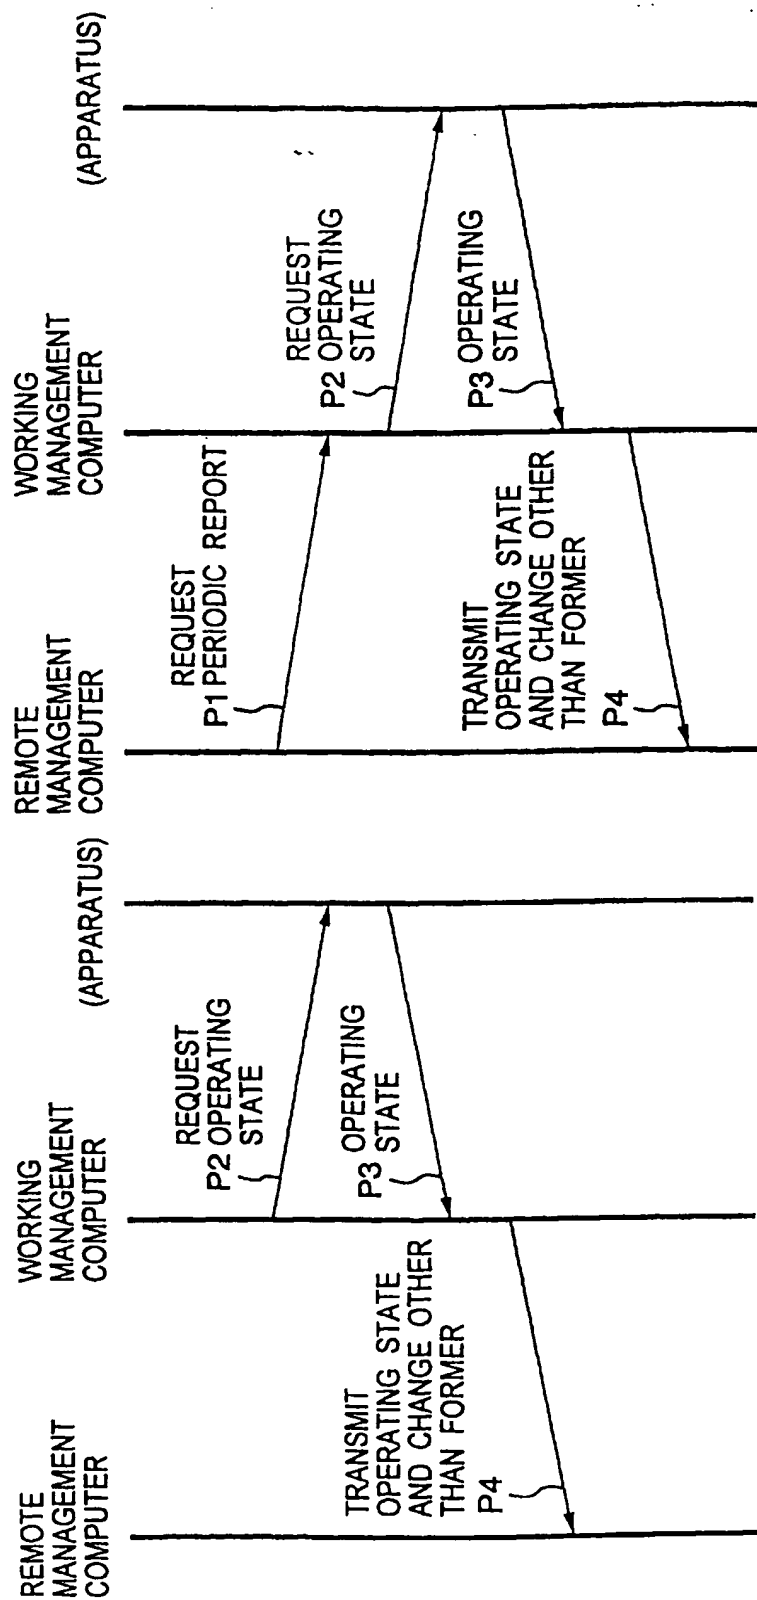 REMOTE
MANAGEMENT
COMPUTER
WORKING
MANAGEMENT
COMPUTER
(APPARATUS)
REQUEST
P2 OPERATING
STATE
P3 OPERATING
STATE
TRANSMIT
OPERATING STATE
AND CHANGE OTHER
THAN FORMER
P4
REMOTE
MANAGEMENT
COMPUTER
WORKING
MANAGEMENT
COMPUTER
(APPARATUS)
REQUEST
P1 PERIODIC REPORT
REQUEST
P2 OPERATING
STATE
P3 OPERATING
STATE
TRANSMIT
OPERATING STATE
AND CHANGE OTHER
THAN FORMER
P4